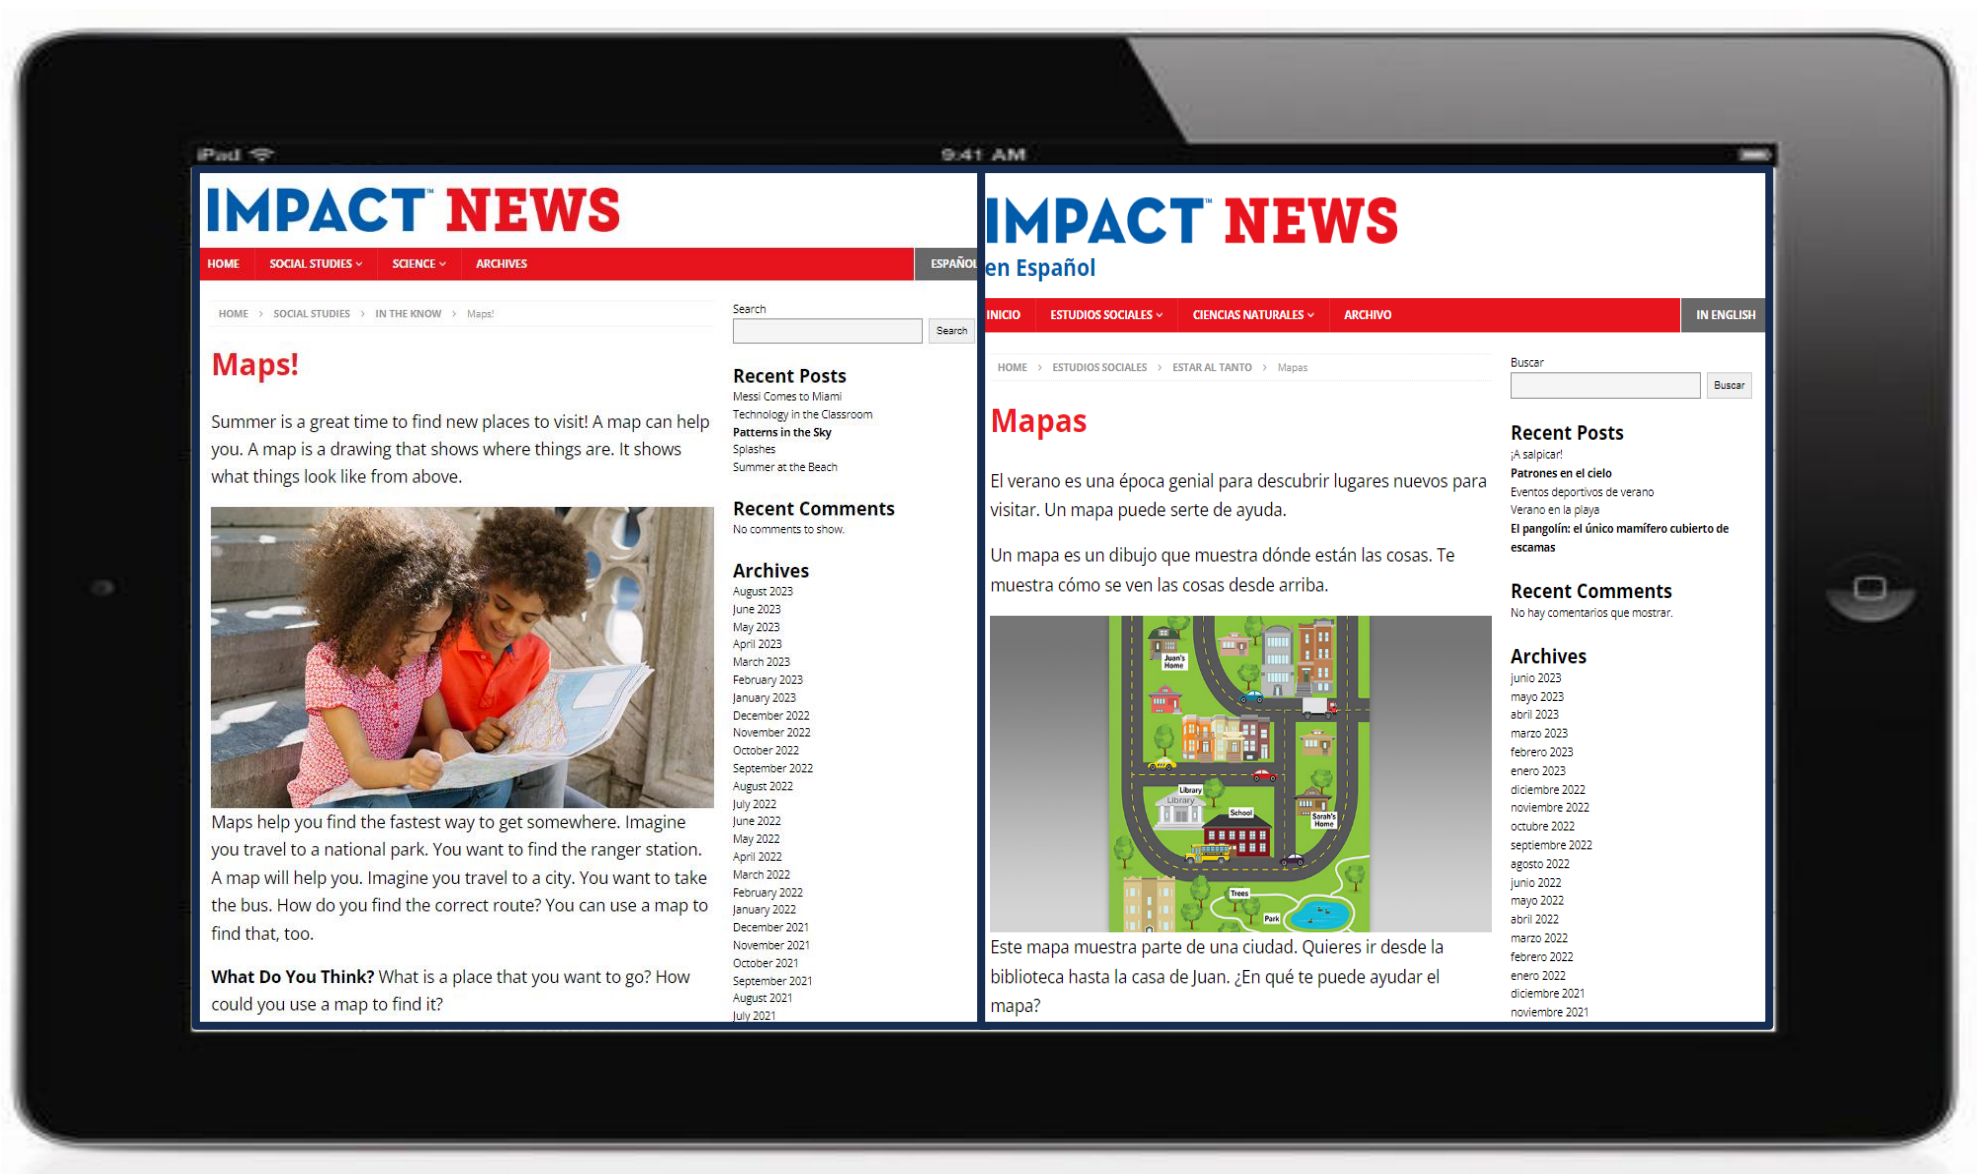 iPad
9:41 AM
IMPACT™ NEWS
HOME
SOCIAL STUDIES
SCIENCE
ARCHIVES
ESPAÑOL
HOME > SOCIAL STUDIES > IN THE KNOW > Maps!
Maps!
Summer is a great time to find new places to visit! A map can help
you. A map is a drawing that shows where things are. It shows
what things look like from above.
Maps help you find the fastest way to get somewhere. Imagine
you travel to a national park. You want to find the ranger station.
A map will help you. Imagine you travel to a city. You want to take
the bus. How do you find the correct route? You can use a map to
find that, too.
What Do You Think? What is a place that you want to go? How
could you use a map to find it?
Search
Search
Recent Posts
Messi Comes to Miami
Technology in the Classroom
Patterns in the Sky
Splashes
Summer at the Beach
Recent Comments
No comments to show.
Archives
August 2023
June 2023
May 2023
April 2023
March 2023
February 2023
January 2023
December 2022
November 2022
October 2022
September 2022
August 2022
July 2022
June 2022
May 2022
April 2022
March 2022
February 2022
January 2022
December 2021
November 2021
October 2021
September 2021
August 2021
July 2021
IMPACT™ NEWS
en Español
INICIO
ESTUDIOS SOCIALES
CIENCIAS NATURALES
ARCHIVO
IN ENGLISH
HOME > ESTUDIOS SOCIALES > ESTAR AL TANTO > Mapas
Mapas
El verano es una época genial para descubrir lugares nuevos para
visitar. Un mapa puede serte de ayuda.
Un mapa es un dibujo que muestra dónde están las cosas. Te
muestra cómo se ven las cosas desde arriba.
Juan's
Home
Library
Library
School
Sarah's
Home
Trees
Park
Este mapa muestra parte de una ciudad. Quieres ir desde la
biblioteca hasta la casa de Juan. ¿En qué te puede ayudar el
mapa?
Buscar
Buscar
Recent Posts
¡A salpicar!
Patrones en el cielo
Eventos deportivos de verano
Verano en la playa
El pangolín: el único mamífero cubierto de
escamas
Recent Comments
No hay comentarios que mostrar.
Archives
junio 2023
mayo 2023
abril 2023
marzo 2023
febrero 2023
enero 2023
diciembre 2022
noviembre 2022
octubre 2022
septiembre 2022
agosto 2022
junio 2022
mayo 2022
abril 2022
marzo 2022
febrero 2022
enero 2022
diciembre 2021
noviembre 2021